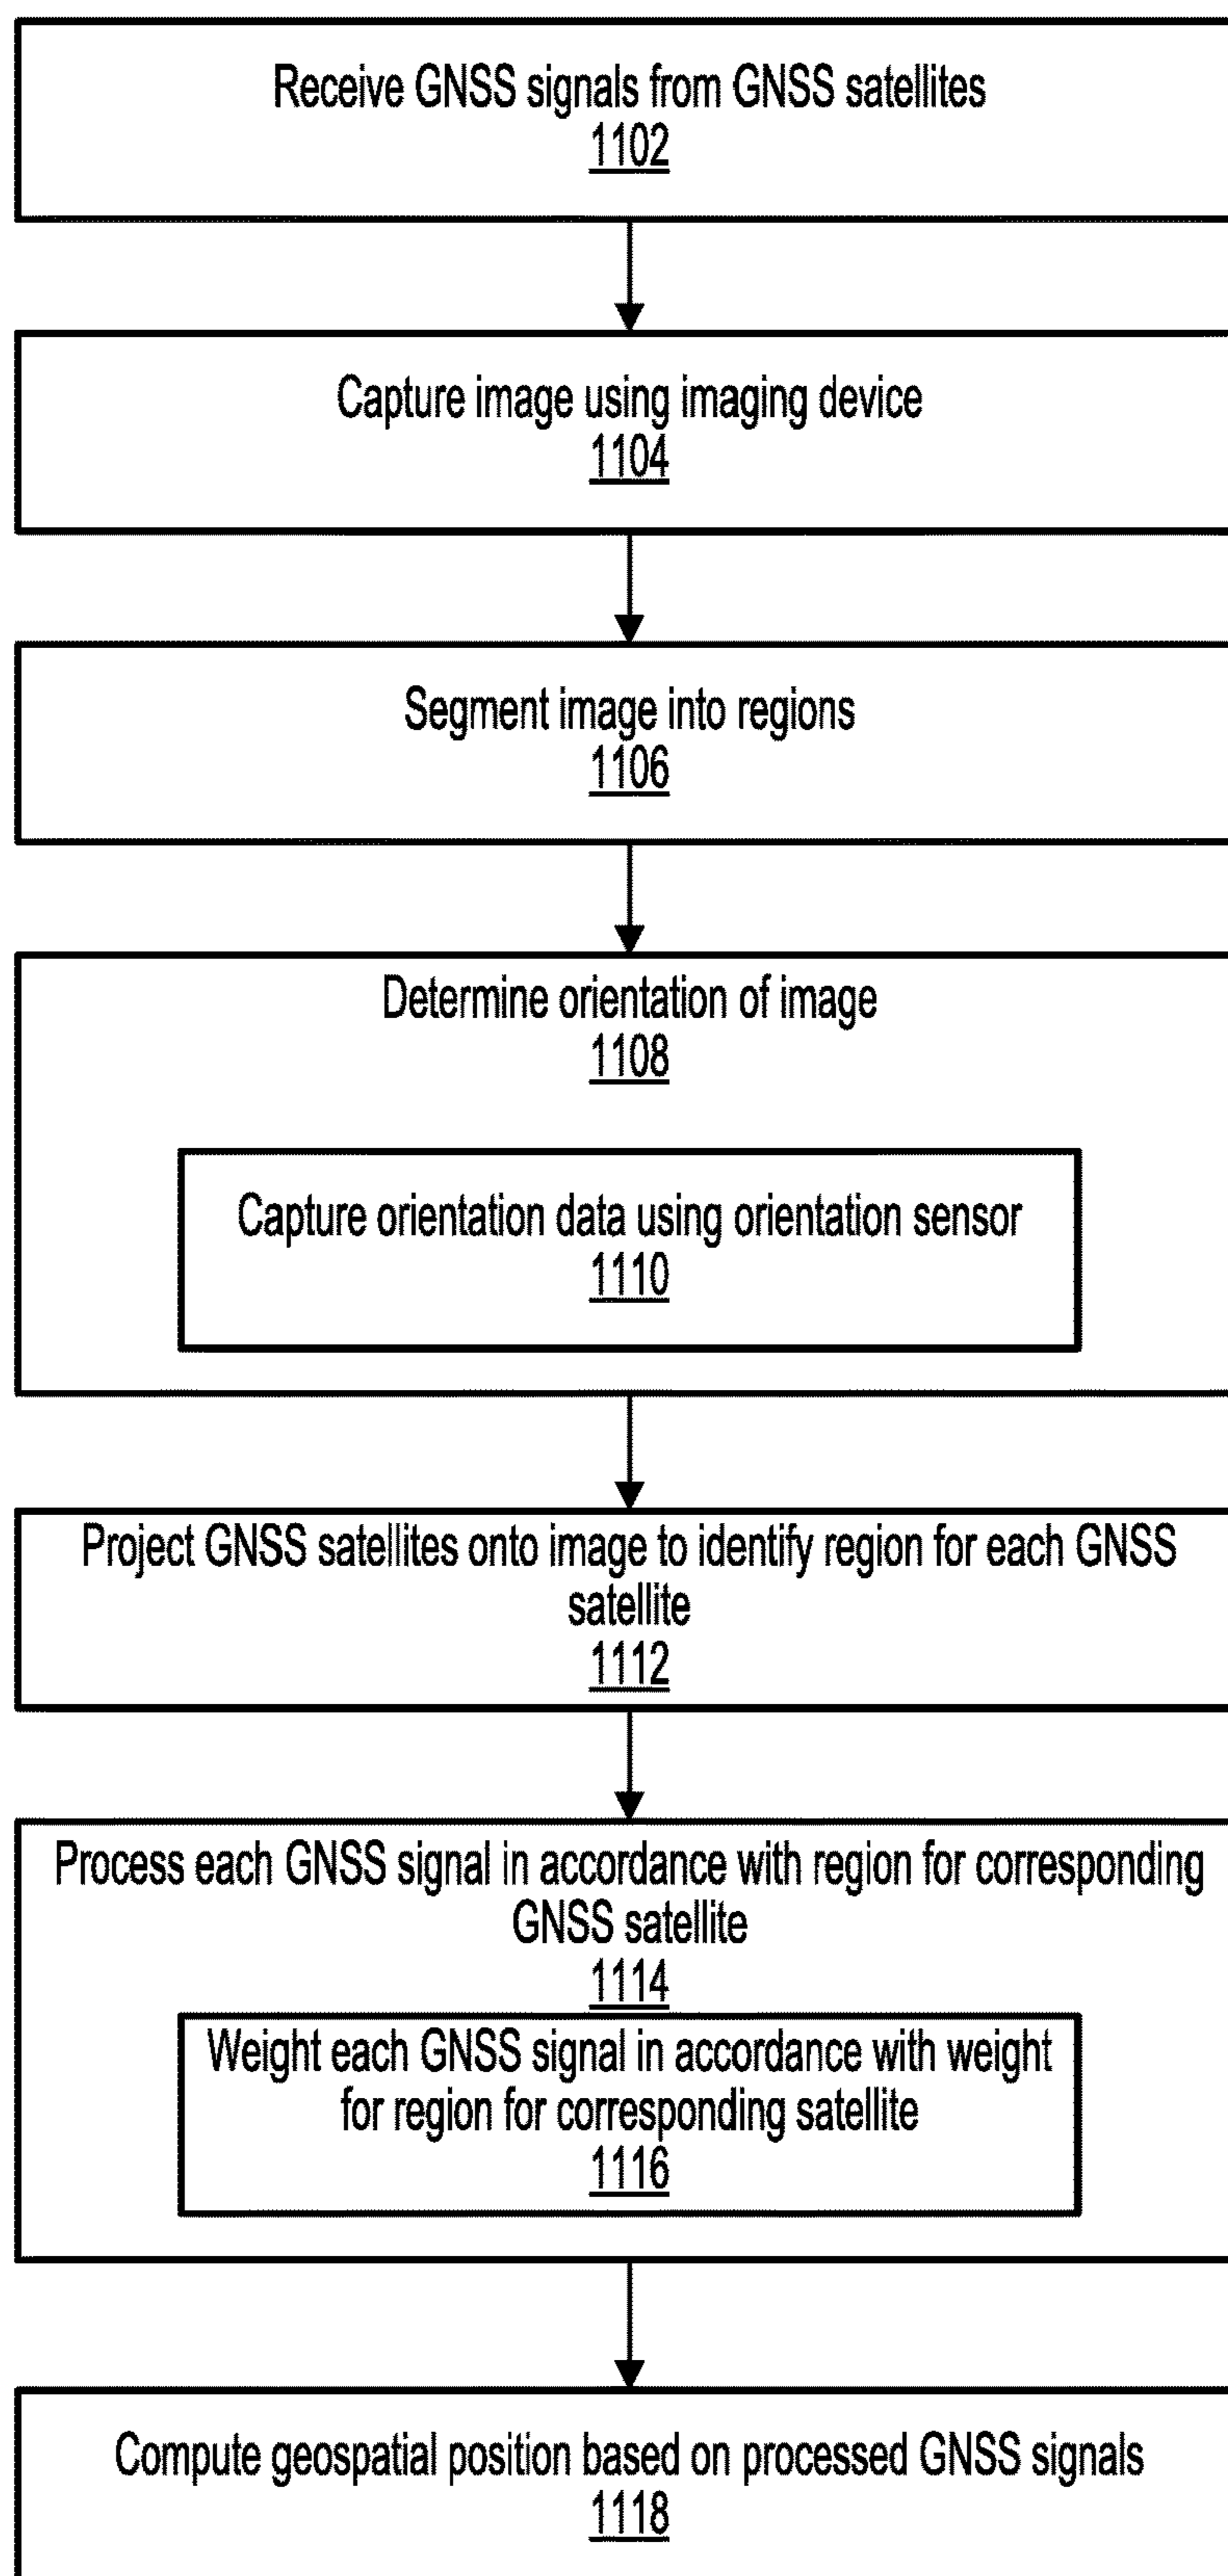 Receive GNSS signals from GNSS satellites
1102
Capture image using imaging device
1104
Segment image into regions
1106
Determine orientation of image
1108
Capture orientation data using orientation sensor
1110
Project GNSS satellites onto image to identify region for each GNSS
satellite
1112
Process each GNSS signal in accordance with region for corresponding
GNSS satellite
1114
Weight each GNSS signal in accordance with weight
for region for corresponding satellite
1116
Compute geospatial position based on processed GNSS signals
1118